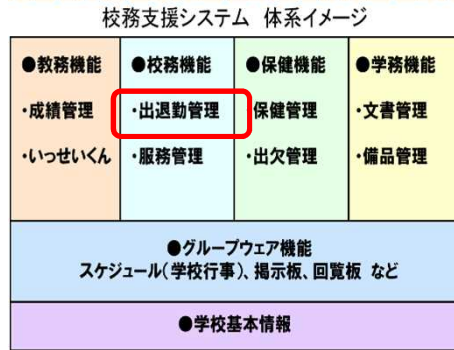 校務支援システム 体系イメージ
●教務機能
・成績管理
・いっせいくん
●校務機能
・出退勤管理
・服務管理
●保健機能
保健管理
・出欠管理
●学務機能
・文書管理
・備品管理
●グループウェア機能
スケジュール(学校行事)、掲示板、回覧板 など
●学校基本情報